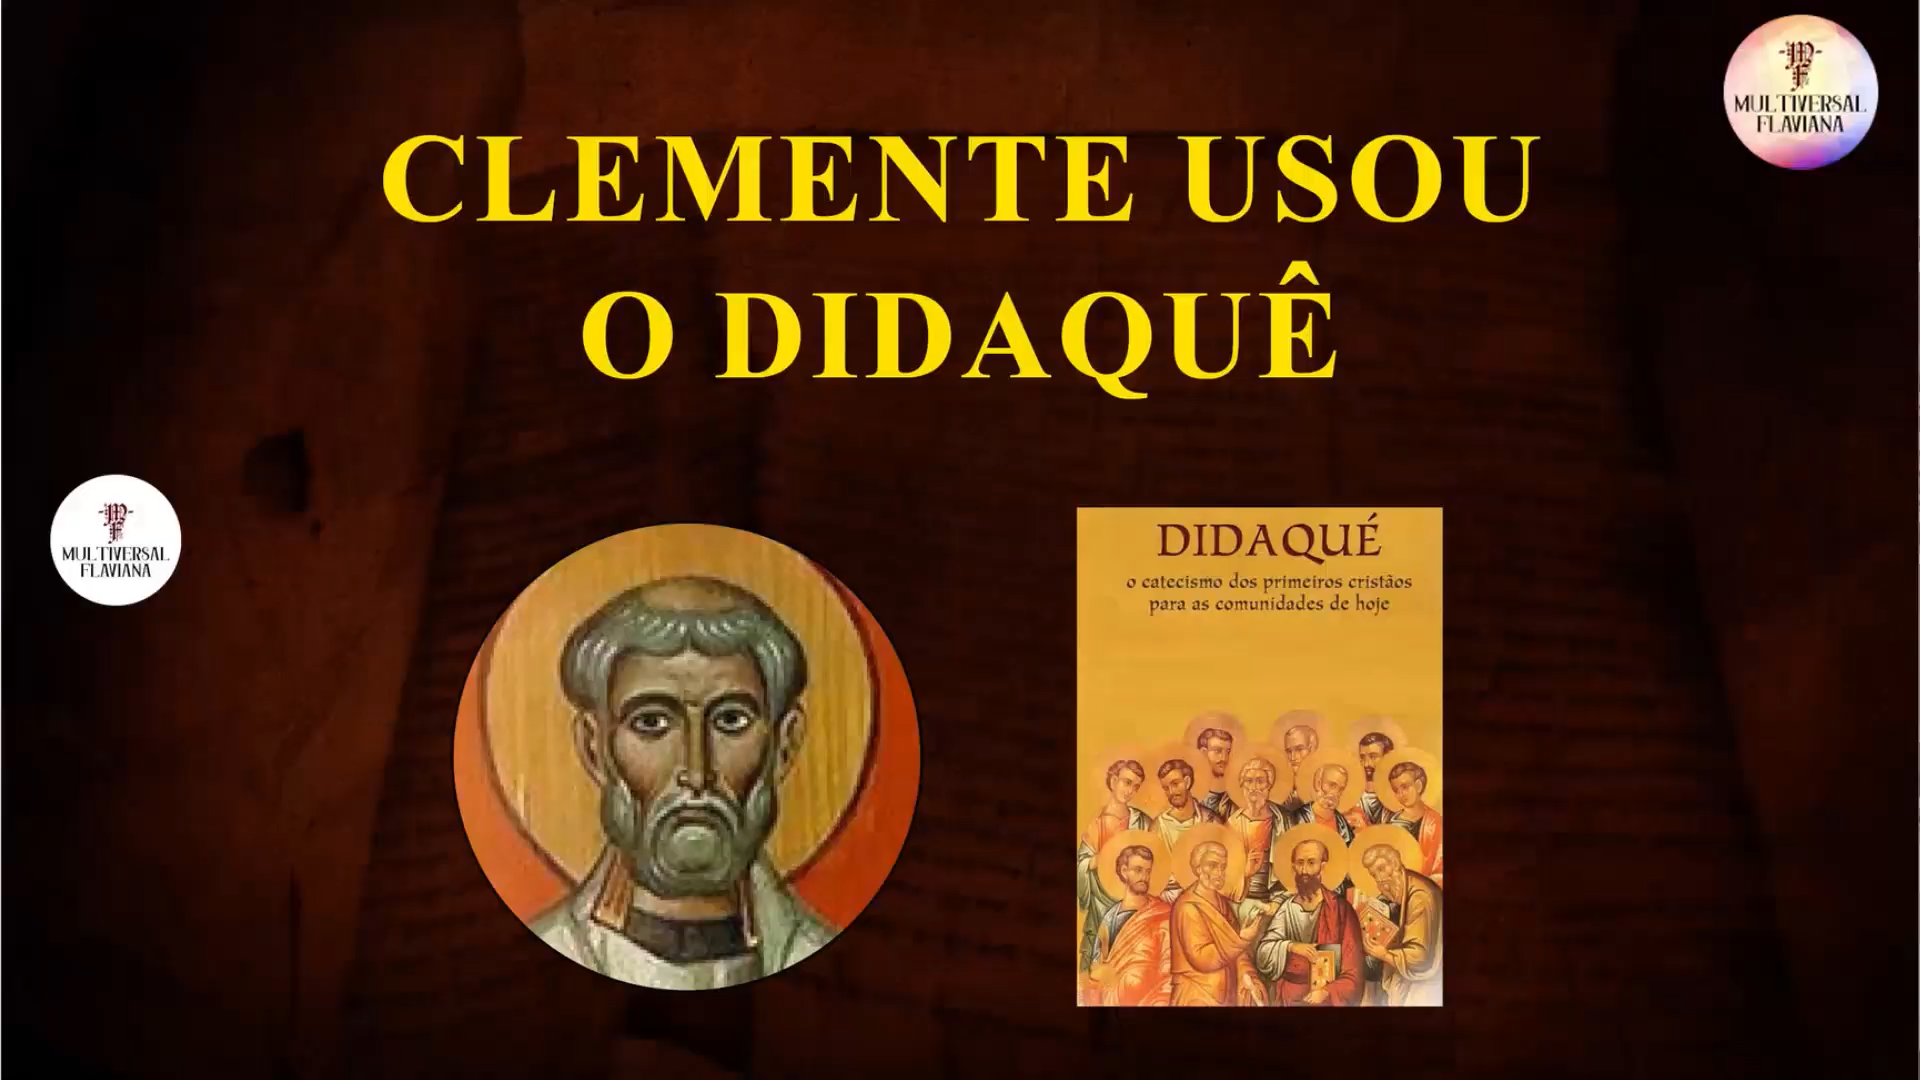 -M-
F
MULTIVERSAL
FLAVIANA
CLEMENTE USOU
O DIDAQUÊ
-M-
F
MULTIVERSAL
FLAVIANA
DIDAQUÉ
o catecismo dos primeiros cristãos
para as comunidades de hoje